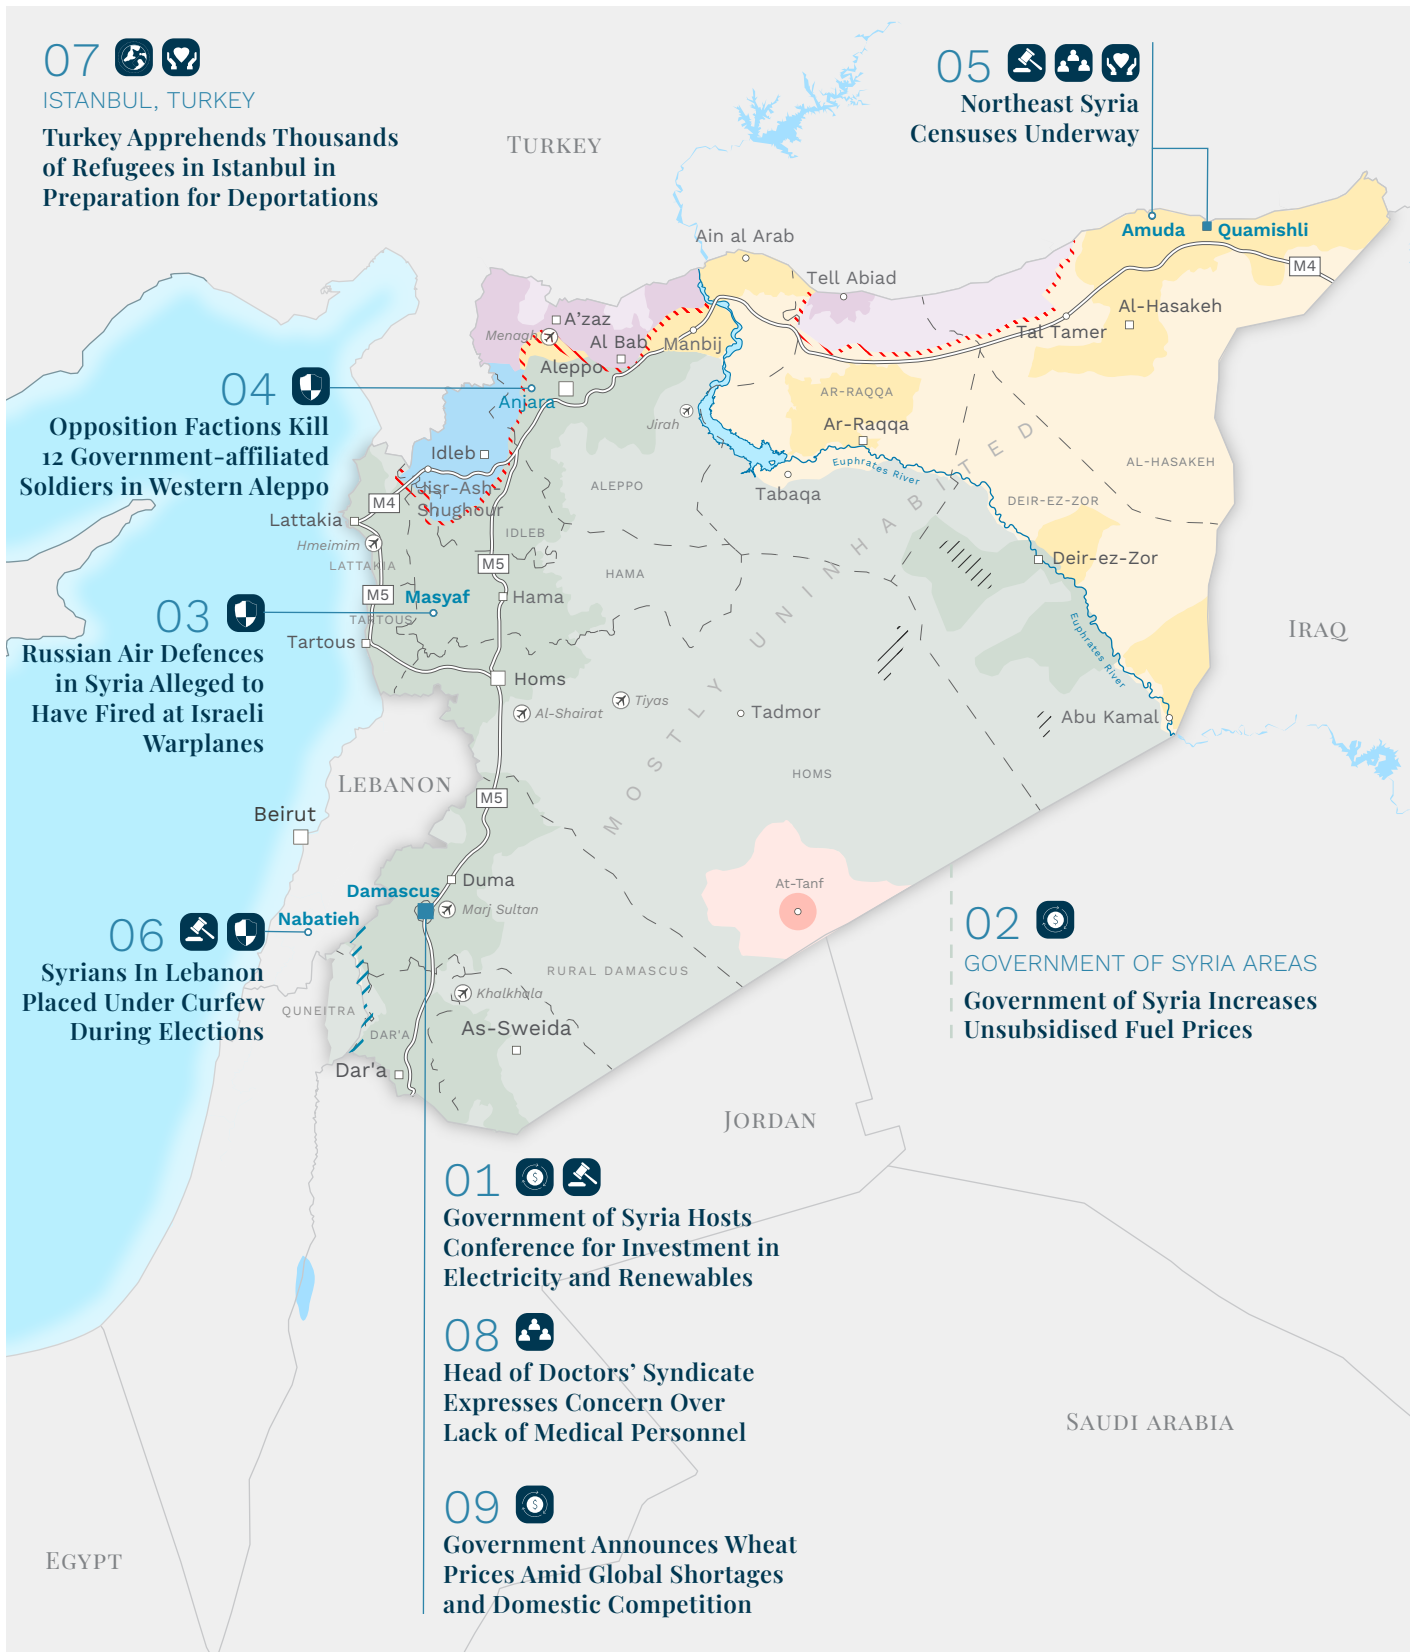 07
ISTANBUL, TURKEY
Turkey Apprehends Thousands
of Refugees in Istanbul in
Preparation for Deportations
TURKEY
05
Northeast Syria
Censuses Underway
Amuda
Quamishli
M4
Ain al Arab
Tell Abiad
Al-Hasakeh
Tal Tamer
A'zaz
Menagh
Al Bab
Manbij
Aleppo
04
Anjara
Opposition Factions Kill
12 Government-affiliated
Soldiers in Western Aleppo
AR-RAQQA
Ar-Raqqa
Jirah
Idleb
Euphrates River
AL-HASAKEH
Tabaqa
ALEPPO
Jisr-Ash-
Shughour
M4
DEIR-EZ-ZOR
Lattakia
IDLEB
Hmeimim
LATTAKIA
M5
HAMA
Deir-ez-Zor
M5
Masyaf
Hama
TARTOUS
03
Russian Air Defences
in Syria Alleged to
Have Fired at Israeli
Warplanes
Tartous
Homs
Euphrates River
IRAQ
Tiyas
Al-Shairat
Tadmor
Abu Kamal
MOSTLY UNINHABITED
HOMS
LEBANON
M5
Beirut
Duma
Damascus
Marj Sultan
At-Tanf
Nabatieh
06
Syrians In Lebanon
Placed Under Curfew
During Elections
02
GOVERNMENT OF SYRIA AREAS
Government of Syria Increases
Unsubsidised Fuel Prices
RURAL DAMASCUS
Khalkhala
QUNEITRA
DAR'A
As-Sweida
Dar'a
JORDAN
01
Government of Syria Hosts
Conference for Investment in
Electricity and Renewables
08
Head of Doctors’ Syndicate
Expresses Concern Over
Lack of Medical Personnel
SAUDI ARABIA
09
Government Announces Wheat
Prices Amid Global Shortages
and Domestic Competition
EGYPT